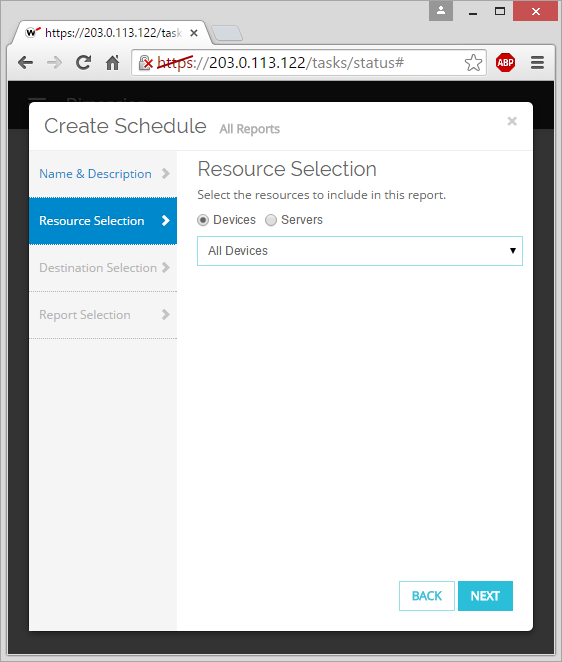 https://203.0.113.122/task
https://203.0.113.122/tasks/status#
ABP
Create Schedule All Reports
Name & Description
Resource Selection
Destination Selection
Report Selection
Resource Selection
Select the resources to include in this report.
Devices Servers
All Devices
BACK NEXT